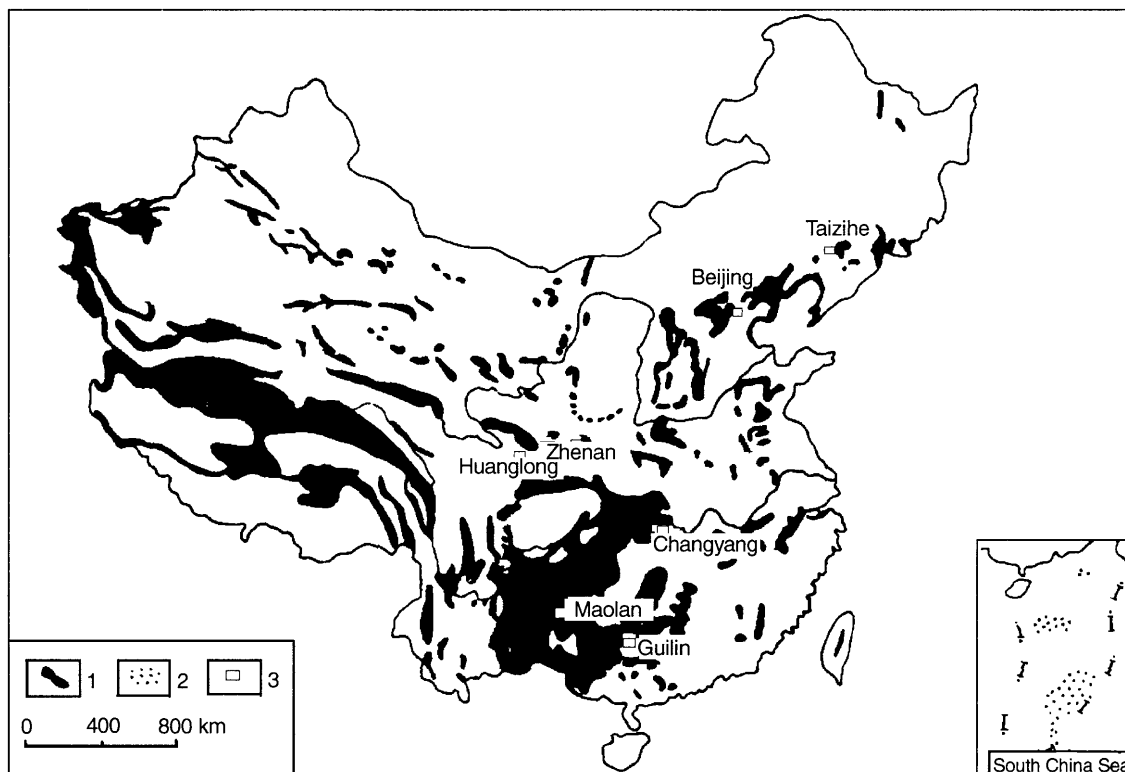 Taizihe
Beijing
Zhenan
Huanglong
Changyang
Maolan
Guilin
1 2 3
0 400 800 km
South China Sea